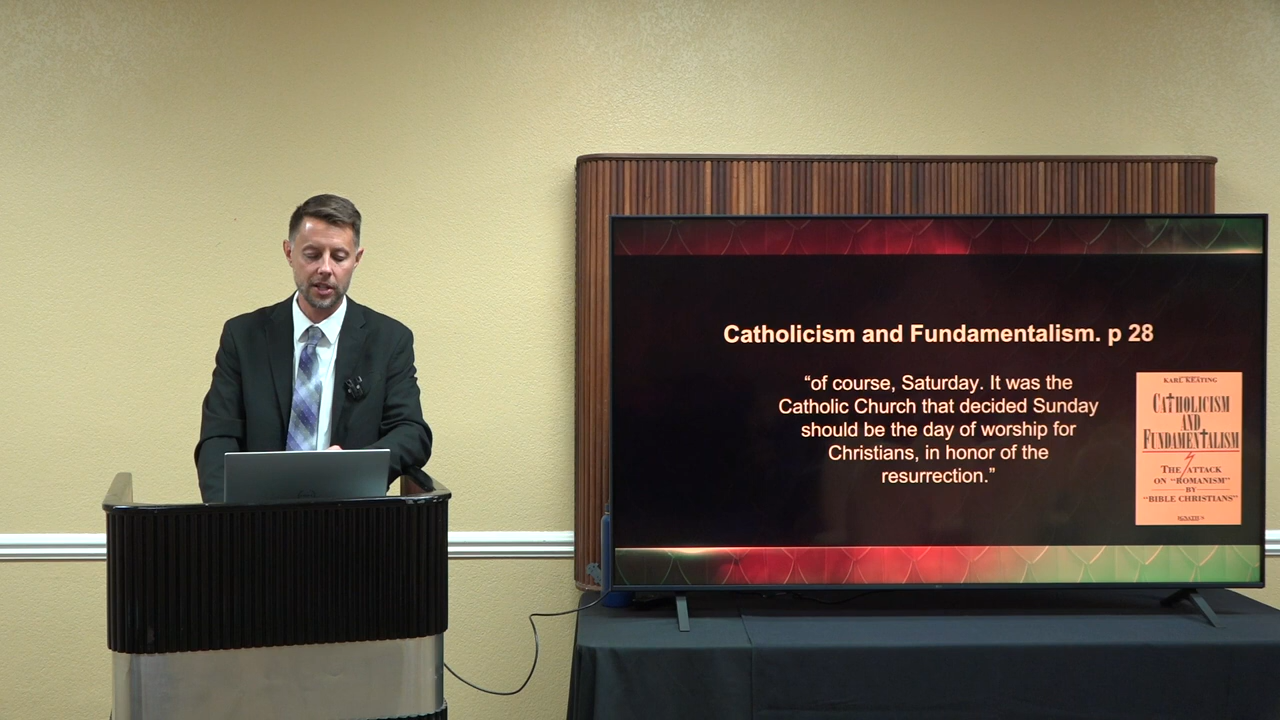 Catholicism and Fundamentalism. p 28
“of course, Saturday. It was the
Catholic Church that decided Sunday
should be the day of worship for
Christians, in honor of the
resurrection.”
KARL KEATING
CATHOLICISM
AND
FUNDAMENTALISM
THE ATTACK
ON “ROMANISM”
BY
“BIBLE CHRISTIANS”